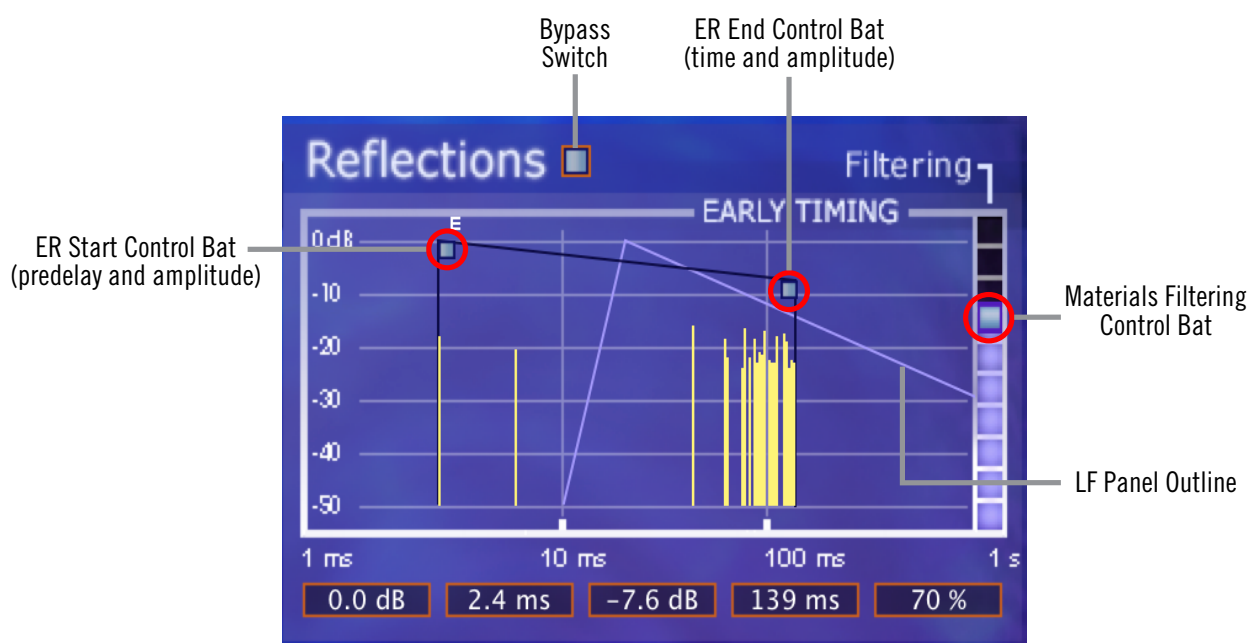 Bypass
Switch
ER End Control Bat
(time and amplitude)
Reflections
Filtering
EARLY TIMING
E
ER Start Control Bat
(predelay and amplitude)
0dB
-10
-20
-30
-40
-50
Materials Filtering
Control Bat
LF Panel Outline
1 ms
10 ms
100 ms
1 s
0.0 dB
2.4 ms
−7.6 dB
139 ms
70 %